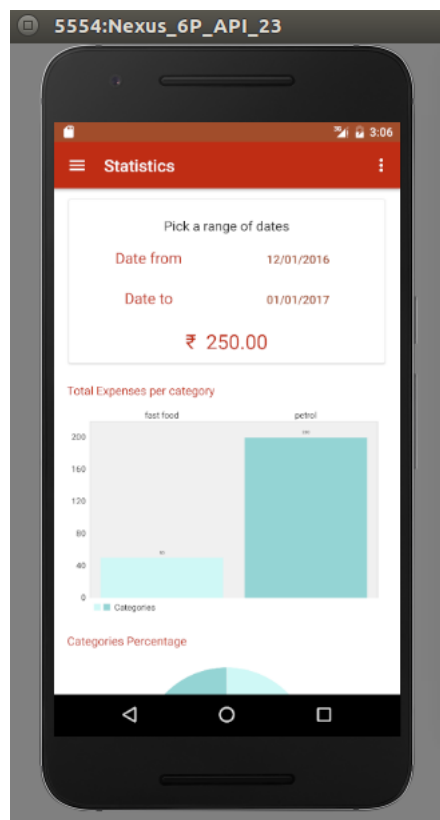 5554:Nexus_6P_API_23
3:06
Statistics
Pick a range of dates
Date from 12/01/2016
Date to 01/01/2017
₹ 250.00
Total Expenses per category
fast food petrol
200
160
120
80
40
0
Categories
Categories Percentage